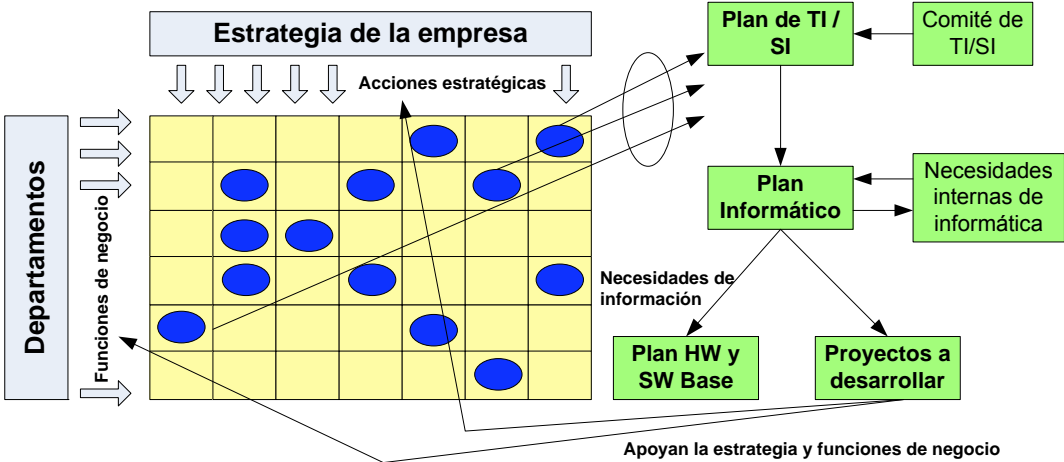 Estrategia de la empresa
Plan de TI /
SI
Comité de
TI/SI
Acciones estratégicas
Departamentos
Funciones de negocio
Plan
Informático
Necesidades
internas de
informática
Necesidades de
información
Plan HW y
SW Base
Proyectos a
desarrollar
Apoyan la estrategia y funciones de negocio